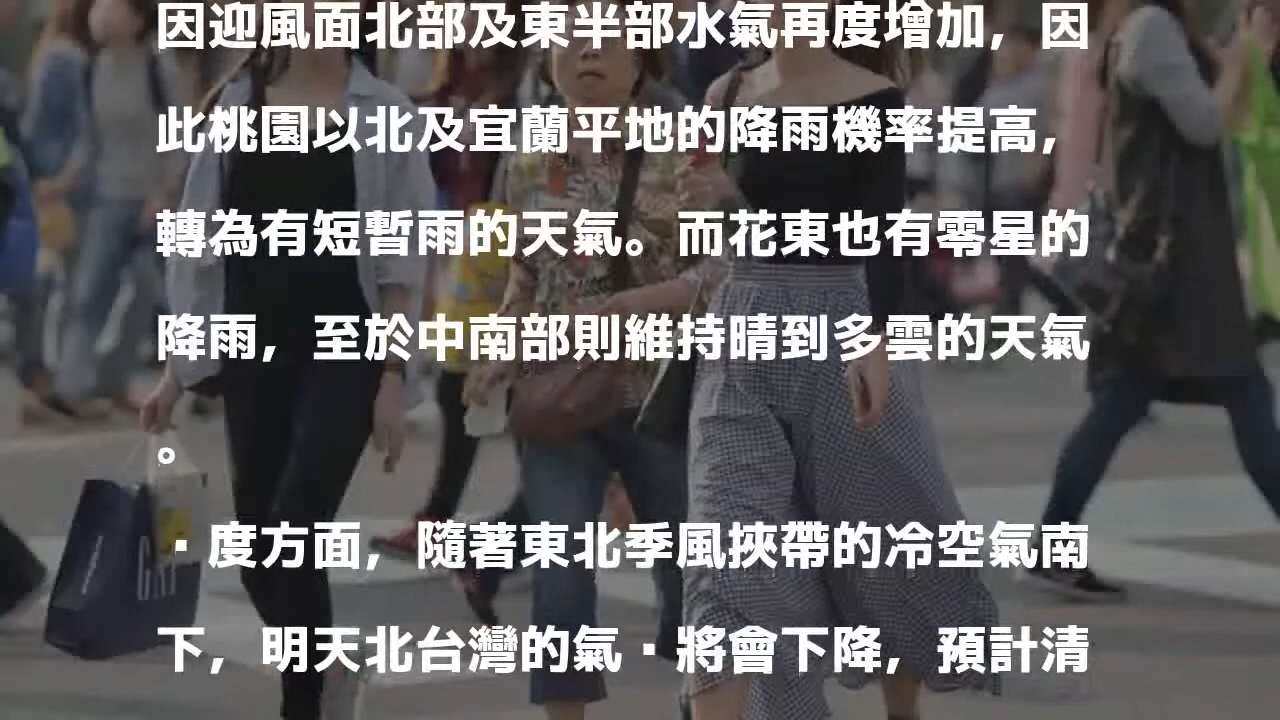 因迎風面北部及東半部水氣再度增加，因
此桃園以北及宜蘭平地的降雨機率提高，
轉為有短暫雨的天氣。而花東也有零星的
降雨，至於中南部則維持晴到多雲的天氣
。
▪度方面，隨著東北季風挾帶的冷空氣南
下，明天北台灣的氣▪將會下降，預計清
GAP